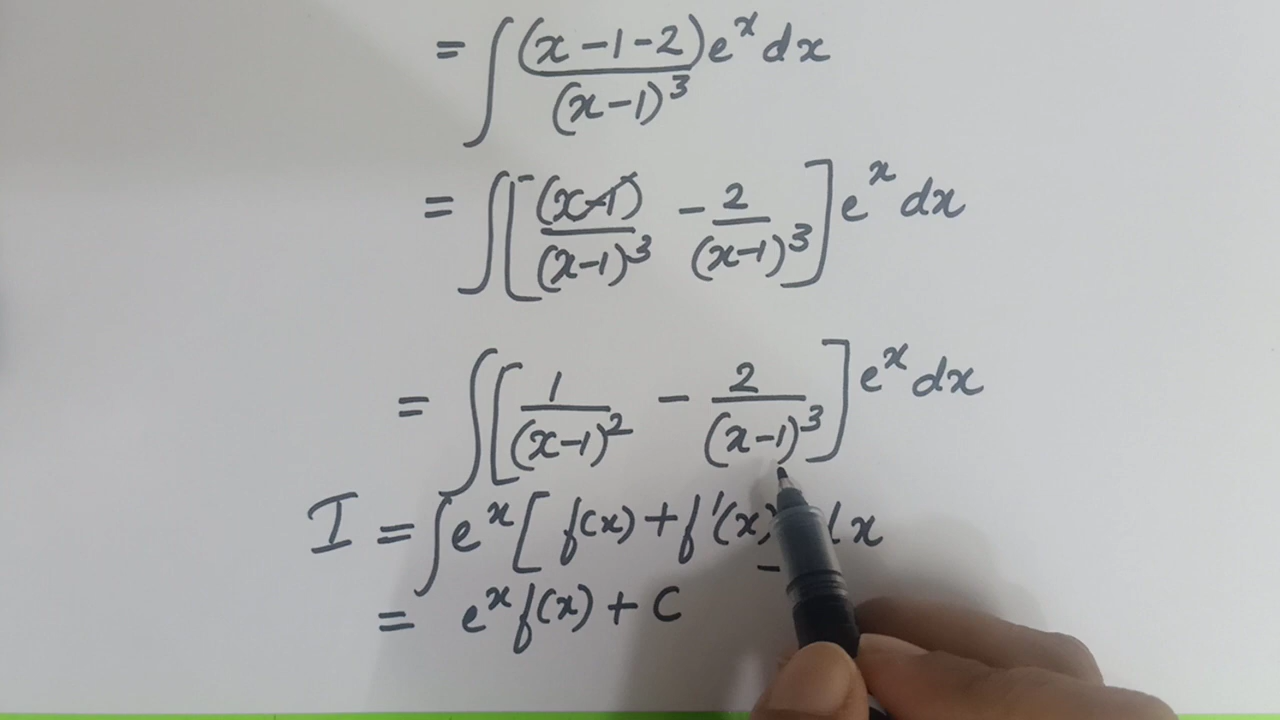 = ∫ (x-1-2)/(x-1)³ eˣ dx
= ∫ [ (x-1)/(x-1)³ - 2/(x-1)³ ] eˣ dx
= ∫ [ 1/(x-1)² - 2/(x-1)³ ] eˣ dx
I = ∫ eˣ [ f(x) + f'(x) dx
= eˣ f(x) + C